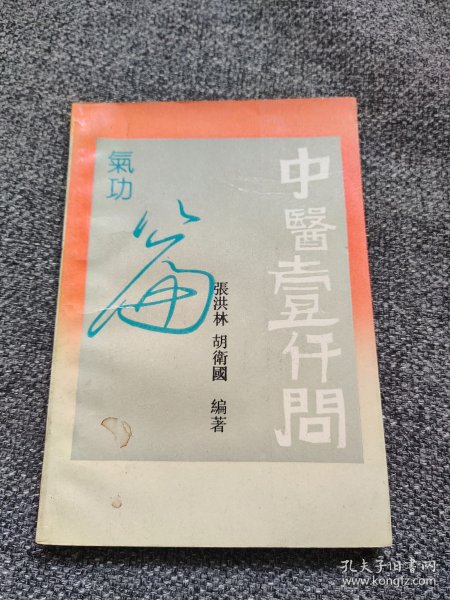 中醫壹仟問
氣功
篇
張洪林 胡衛國 編著
孔夫子旧书网
www.kongfz.com